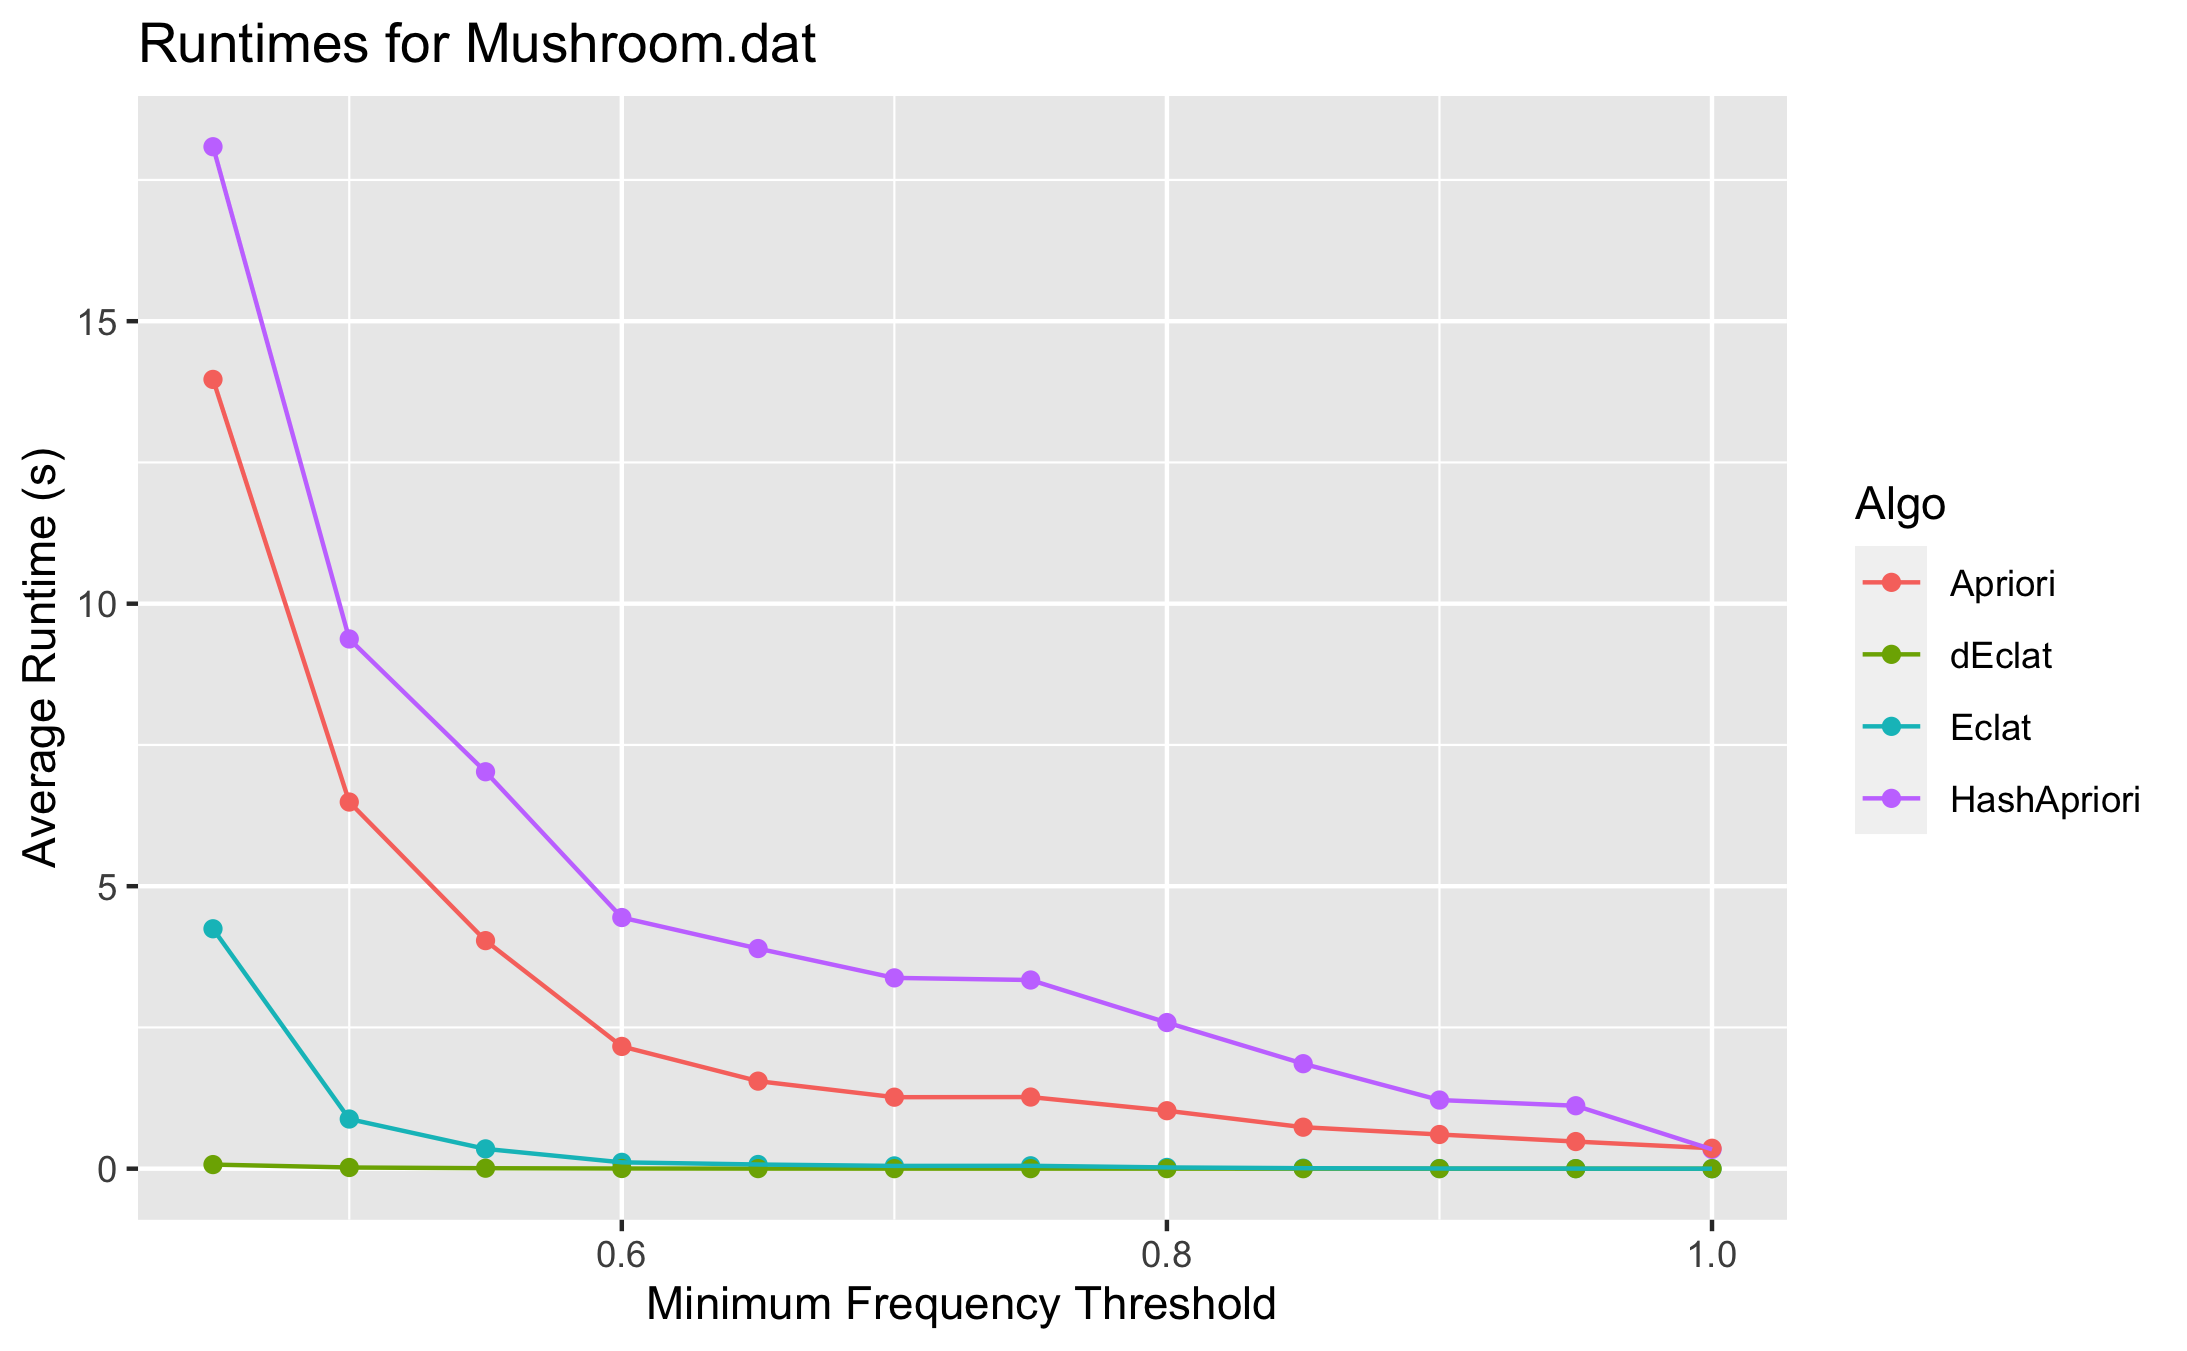 Runtimes for Mushroom.dat
Average Runtime (s)
15
10
5
0
0.6 0.8 1.0
Minimum Frequency Threshold
Algo
Apriori
dEclat
Eclat
HashApriori